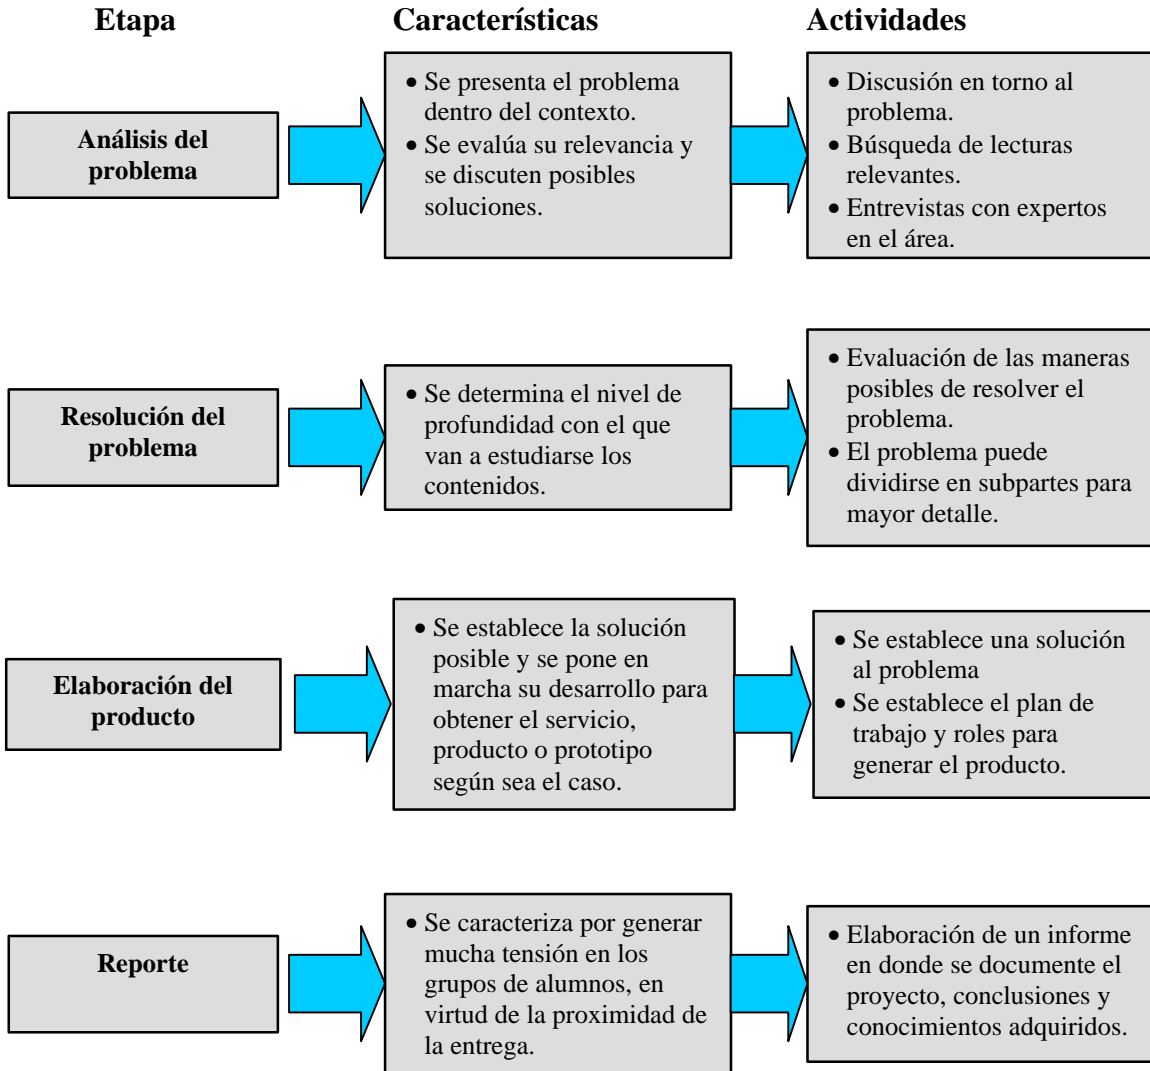 Etapa
Características
Actividades
Análisis del
problema
• Se presenta el problema
dentro del contexto.
• Se evalúa su relevancia y
se discuten posibles
soluciones.
• Discusión en torno al
problema.
• Búsqueda de lecturas
relevantes.
• Entrevistas con expertos
en el área.
Resolución del
problema
• Se determina el nivel de
profundidad con el que
van a estudiarse los
contenidos.
• Evaluación de las maneras
posibles de resolver el
problema.
• El problema puede
dividirse en subpartes para
mayor detalle.
Elaboración del
producto
• Se establece la solución
posible y se pone en
marcha su desarrollo para
obtener el servicio,
producto o prototipo
según sea el caso.
• Se establece una solución
al problema
• Se establece el plan de
trabajo y roles para
generar el producto.
Reporte
• Se caracteriza por generar
mucha tensión en los
grupos de alumnos, en
virtud de la proximidad de
la entrega.
• Elaboración de un informe
en donde se documente el
proyecto, conclusiones y
conocimientos adquiridos.